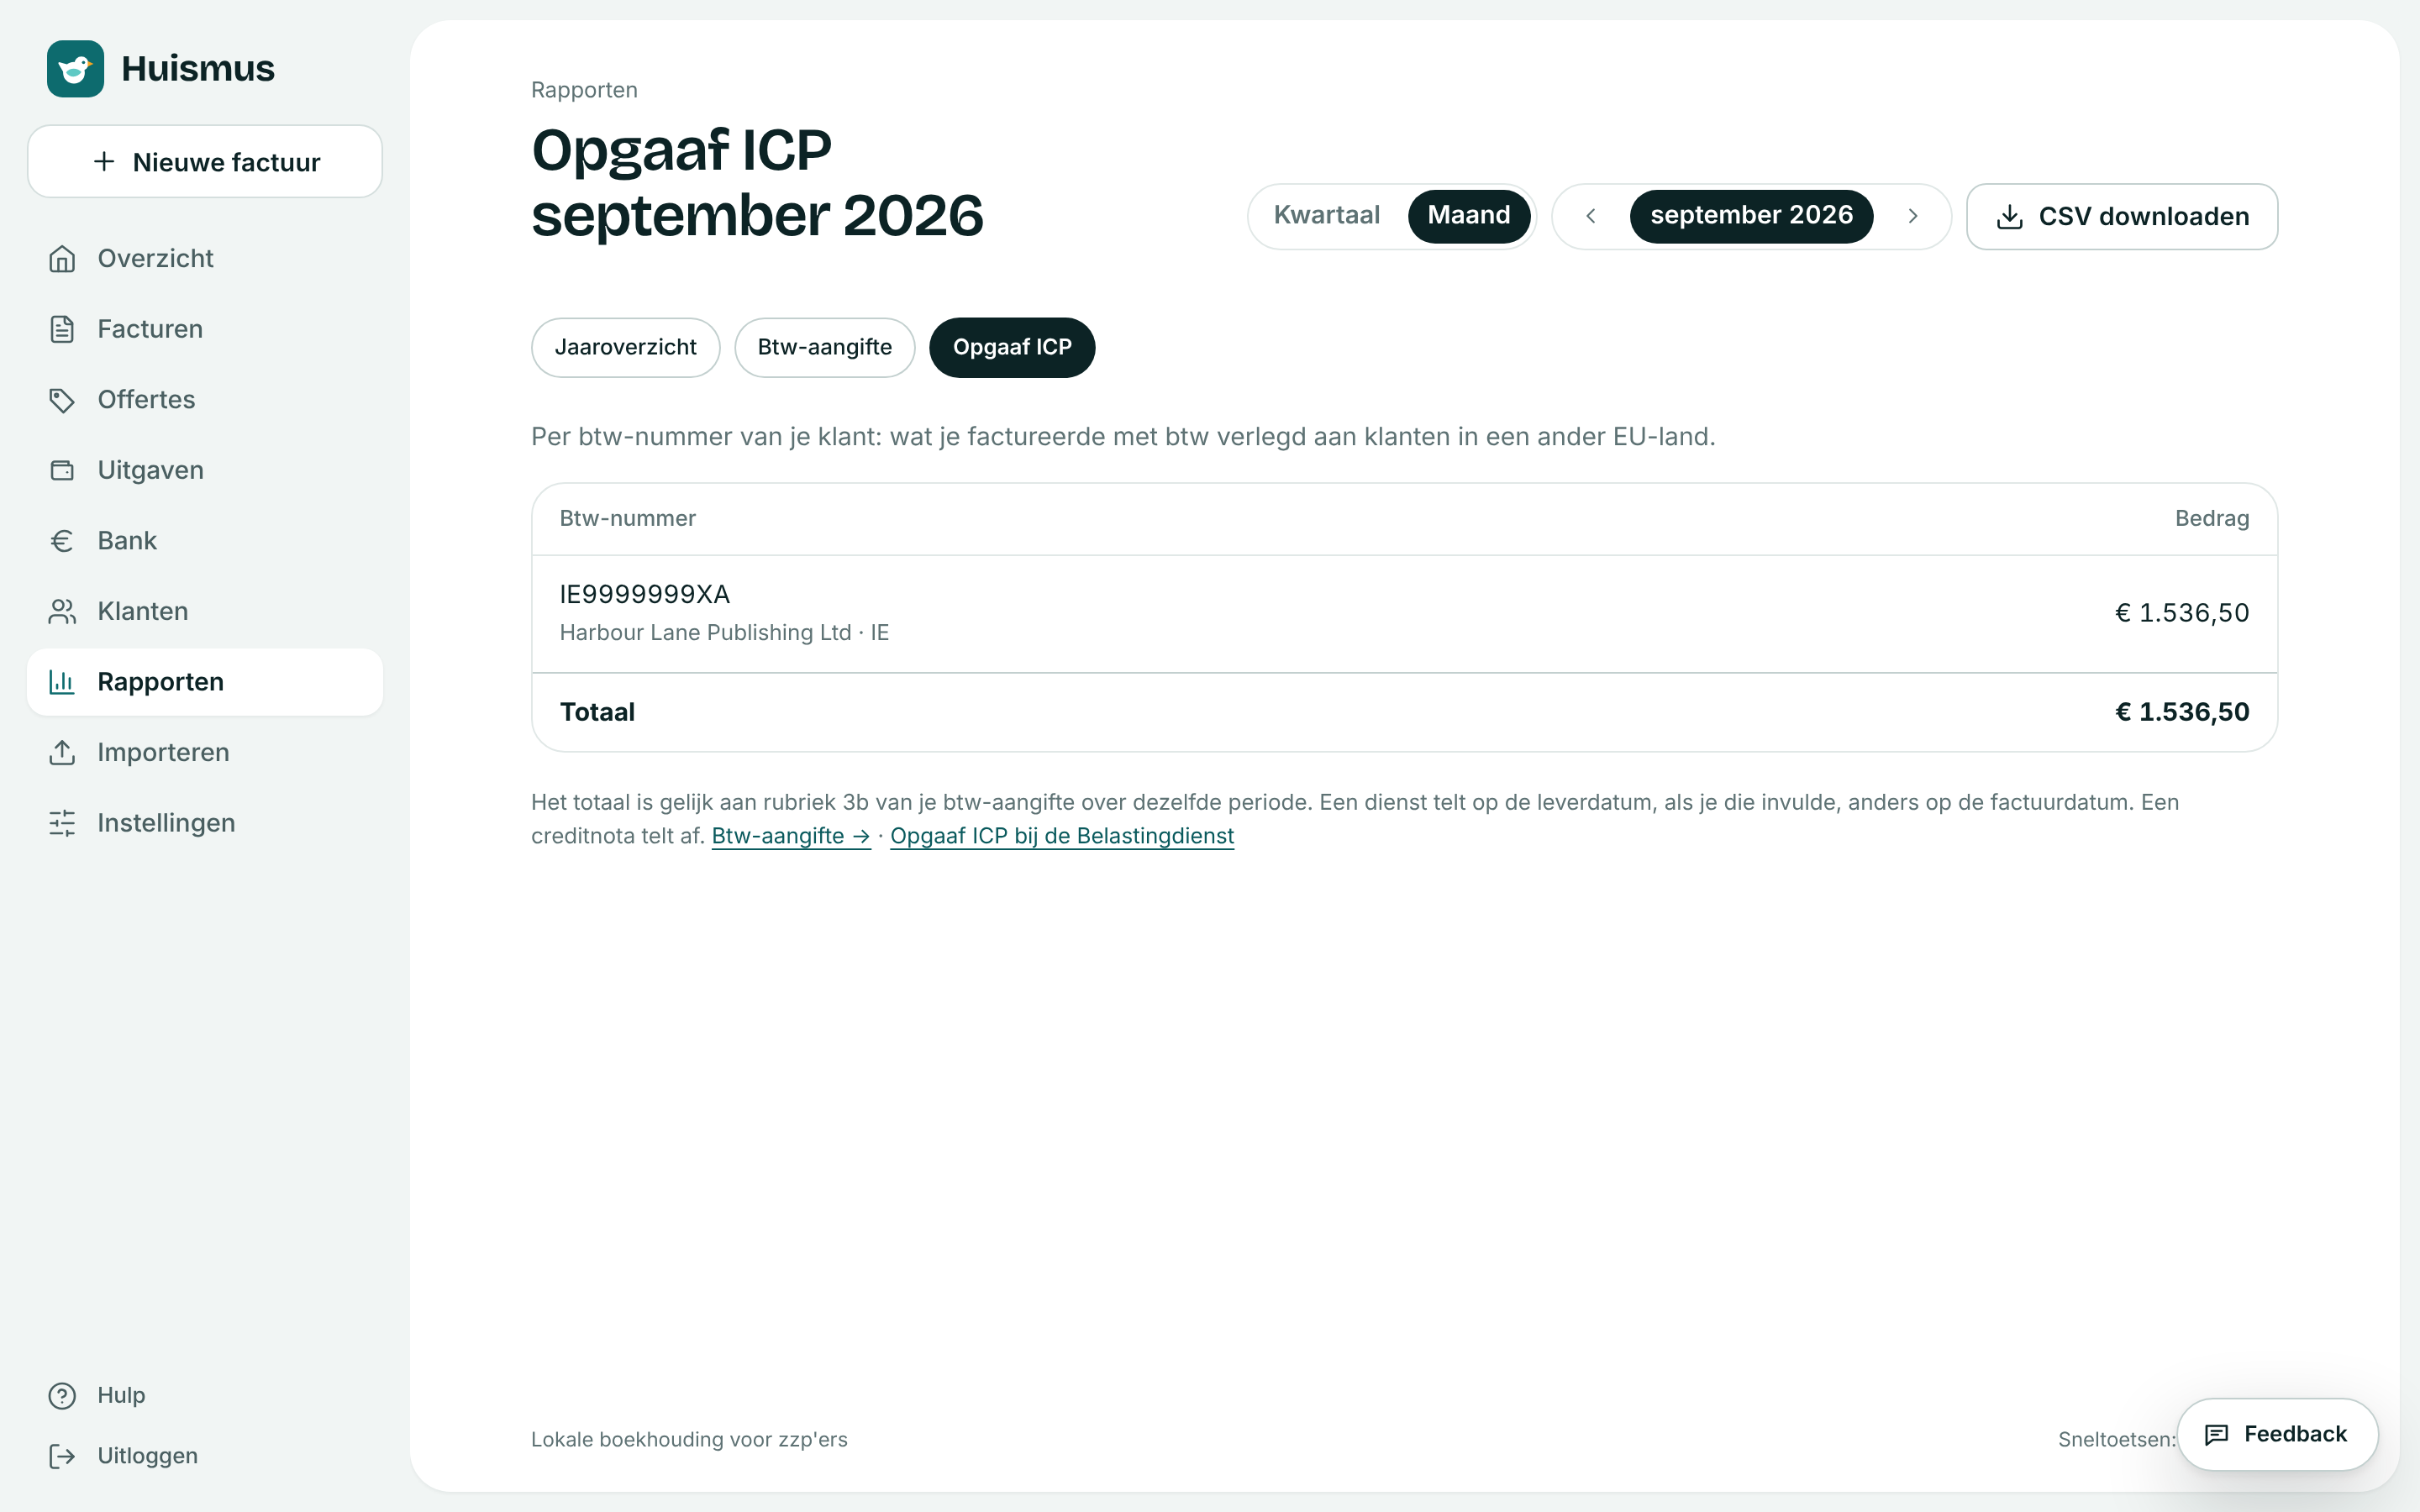 Huismus
Nieuwe factuur
Overzicht
Facturen
Offertes
Uitgaven
Bank
Klanten
Rapporten
Importeren
Instellingen
Hulp
Uitloggen
Rapporten
Opgaaf ICP
september 2026
Kwartaal Maand september 2026 CSV downloaden
Jaaroverzicht Btw-aangifte Opgaaf ICP
Per btw-nummer van je klant: wat je factureerde met btw verlegd aan klanten in een ander EU-land.
Btw-nummer Bedrag
IE9999999XA
Harbour Lane Publishing Ltd · IE
€ 1.536,50
Totaal € 1.536,50
Het totaal is gelijk aan rubriek 3b van je btw-aangifte over dezelfde periode. Een dienst telt op de leverdatum, als je die invulde, anders op de factuurdatum. Een
creditnota telt af. Btw-aangifte → · Opgaaf ICP bij de Belastingdienst
Lokale boekhouding voor zzp'ers
Sneltoetsen:
Feedback